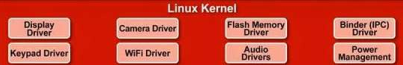 Linux Kernel
Display
Driver
Camera Driver
Flash Memory
Driver
Binder (IPC)
Driver
Keypad Driver
WiFi Driver
Audio
Drivers
Power
Management